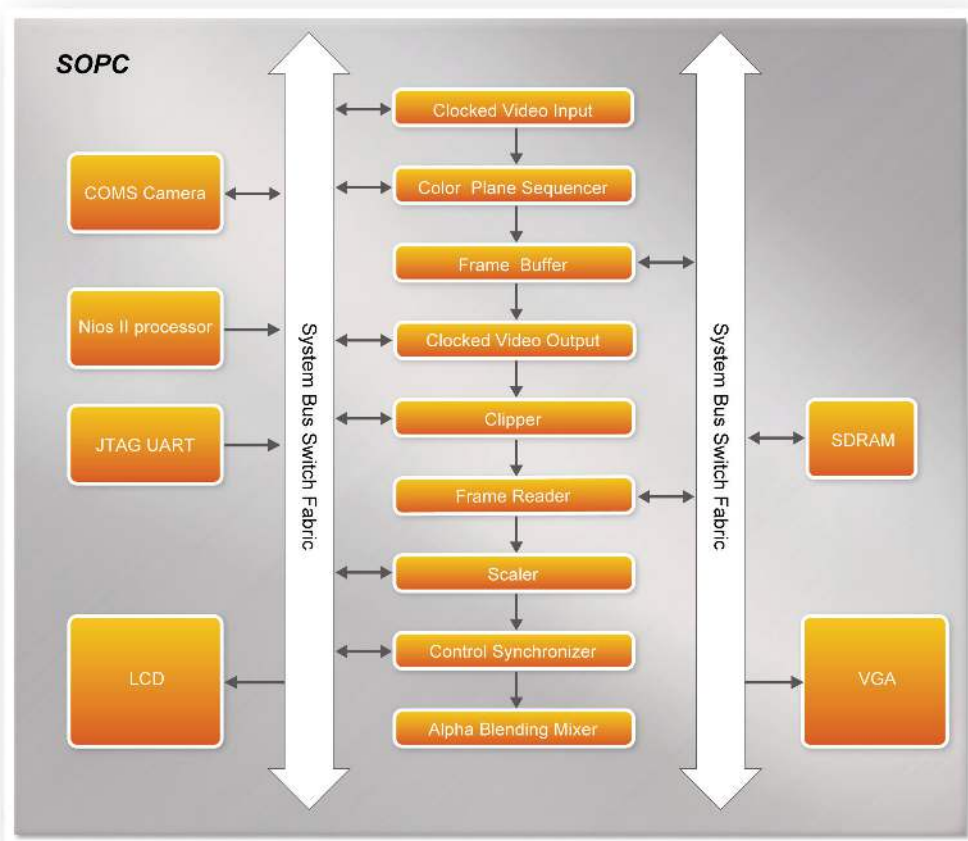 SOPC
Clocked Video Input
COMS Camera
Color Plane Sequencer
Frame Buffer
Nios II processor
Clocked Video Output
System Bus Switch Fabric
System Bus Switch Fabric
JTAG UART
Clipper
SDRAM
Frame Reader
Scaler
LCD
Control Synchronizer
VGA
Alpha Blending Mixer